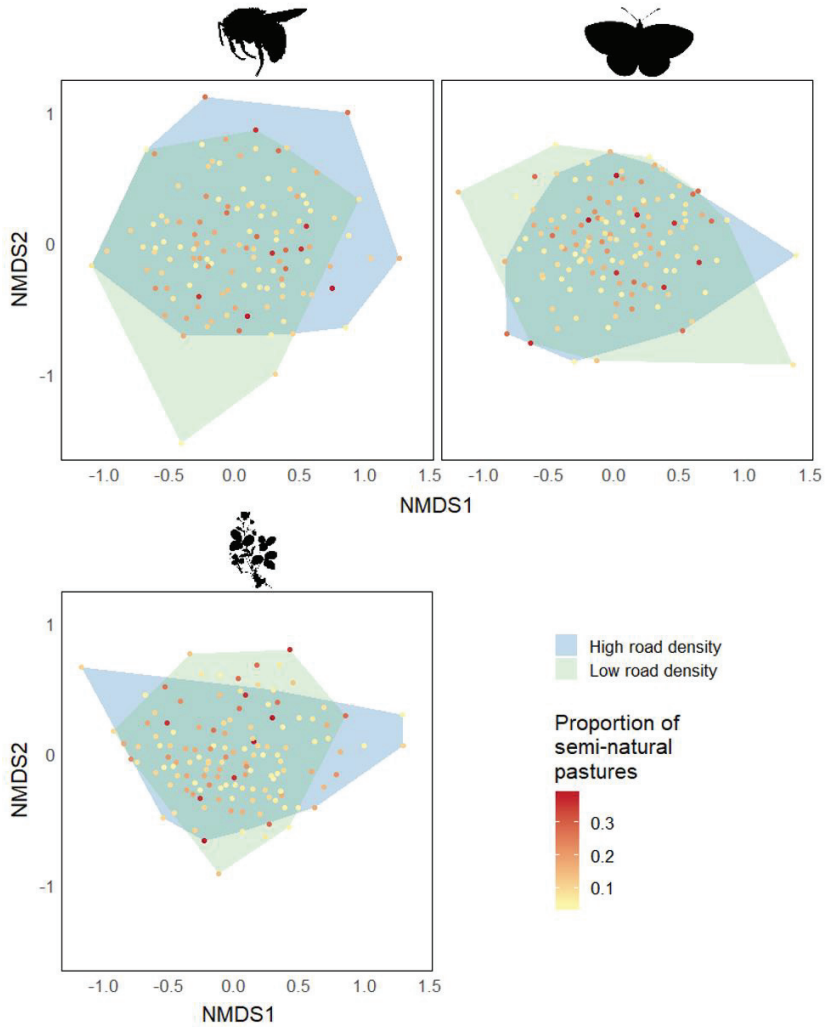 1
0
-1
NMDS2
-1.0 -0.5 0.0 0.5 1.0 1.5
-1.0 -0.5 0.0 0.5 1.0 1.5
NMDS1
1
0
-1
NMDS2
-1.0 -0.5 0.0 0.5 1.0 1.5
NMDS1
High road density
Low road density
Proportion of
semi-natural
pastures
0.3
0.2
0.1